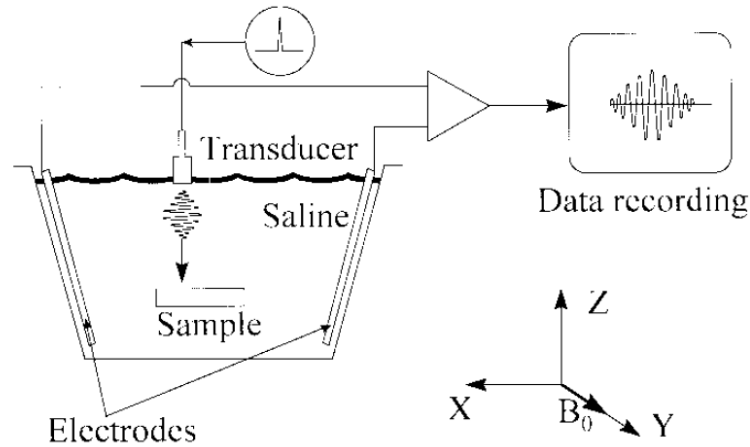 Transducer
Saline
Data recording
Sample
Electrodes
Z
X
B₀
Y